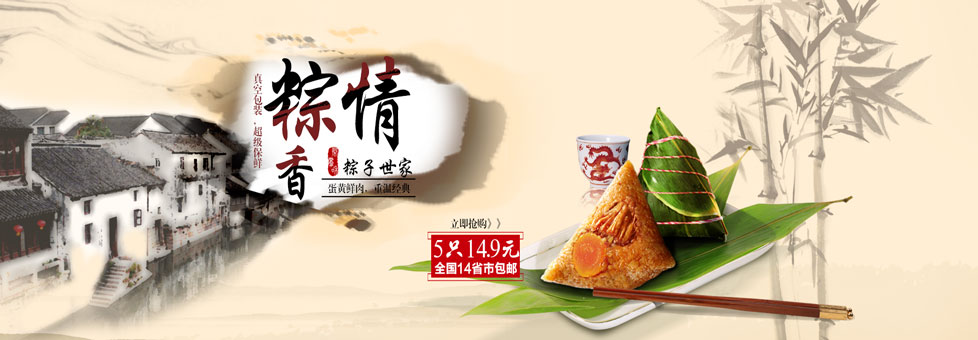 情
粽
香
真空包装，超级保鲜
粽子世家
蛋黄鲜肉，重温经典
立即抢购》》
5只14.9元
全国14省市包邮